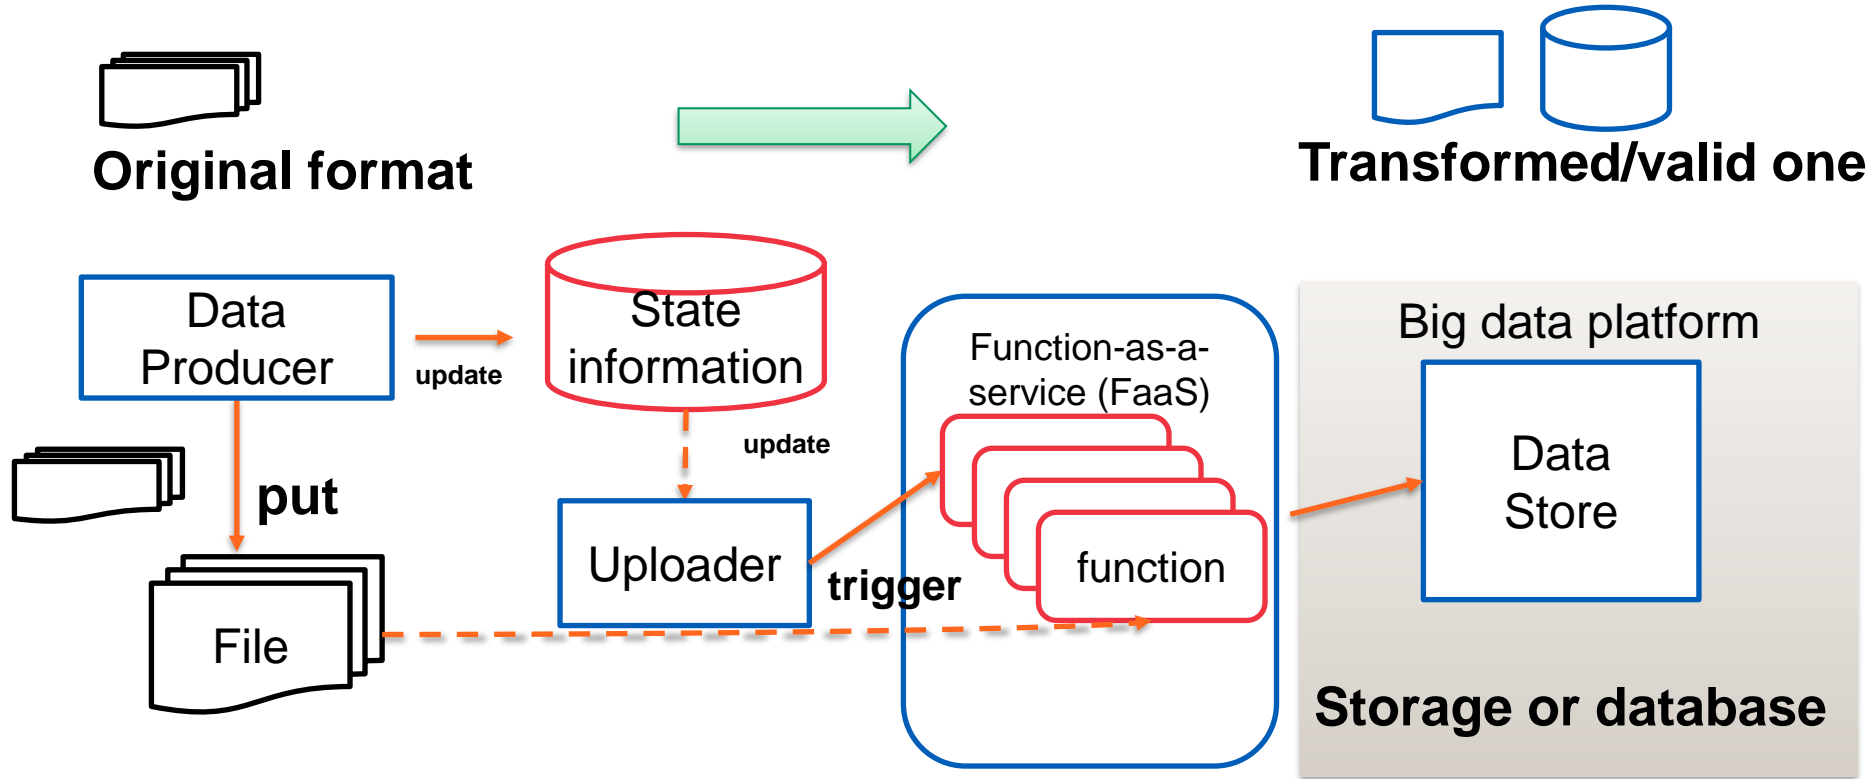 Original format
Transformed/valid one
Data
Producer
update
State
information
update
put
File
Uploader
trigger
Function-as-a-
service (FaaS)
function
Big data platform
Data
Store
Storage or database